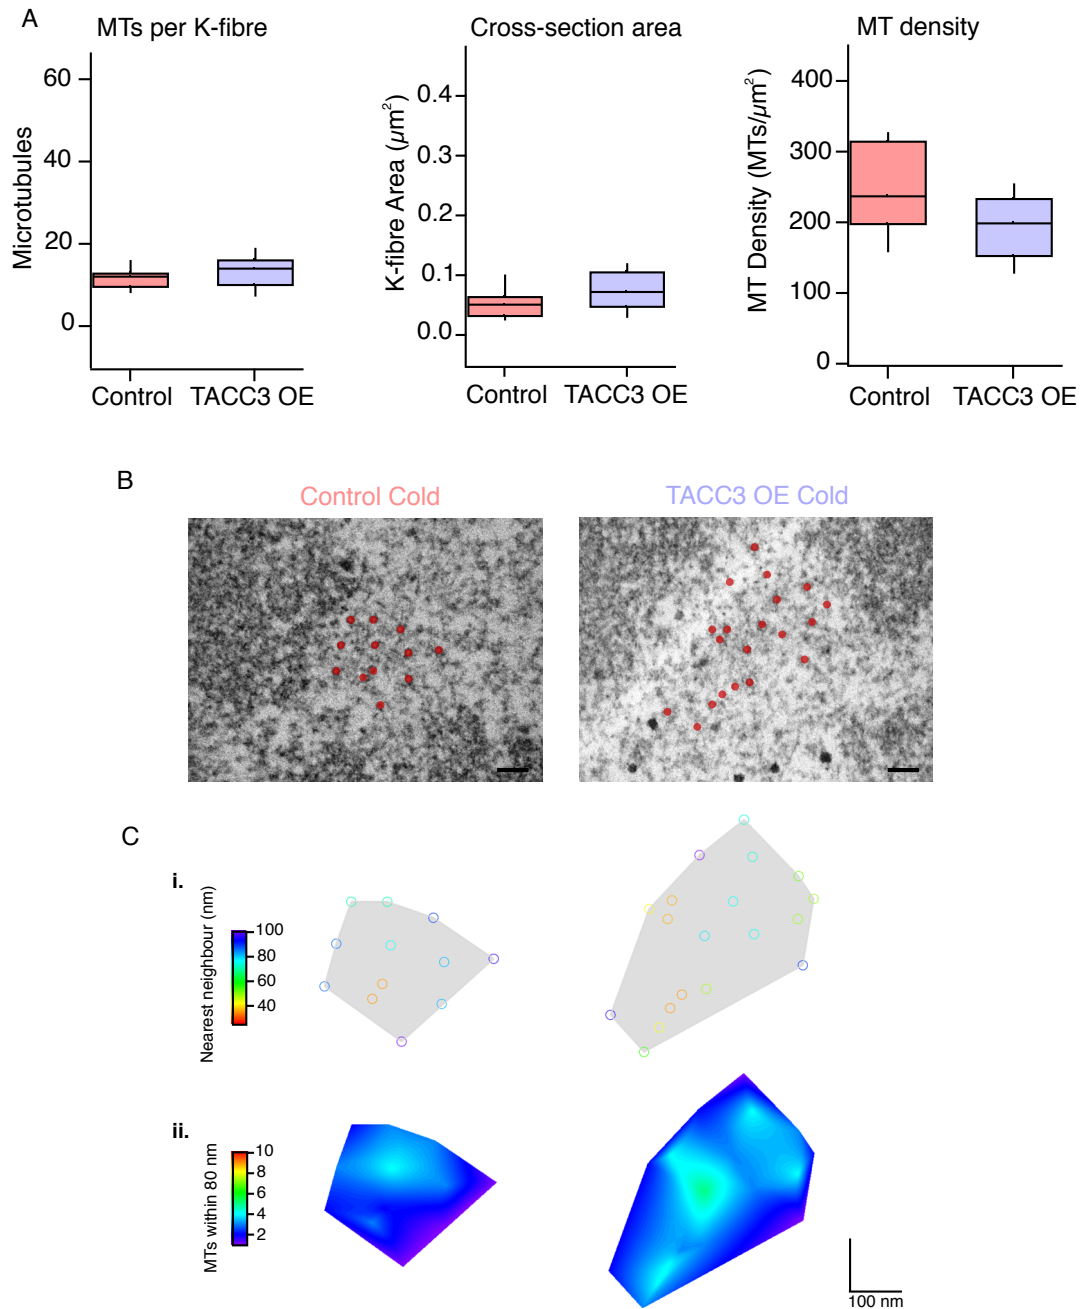 A
MTs per K-fibre
Microtubules
60
40
20
0
Control
TACC3 OE
Cross-section area
K-fibre Area (μm²)
0.4
0.3
0.2
0.1
0.0
Control
TACC3 OE
MT density
MT Density (MTs/μm²)
400
300
200
100
0
Control
TACC3 OE
B
Control Cold
TACC3 OE Cold
C
i.
Nearest neighbour (nm)
100
80
60
40
ii.
MTs within 80 nm
10
8
6
4
2
100 nm